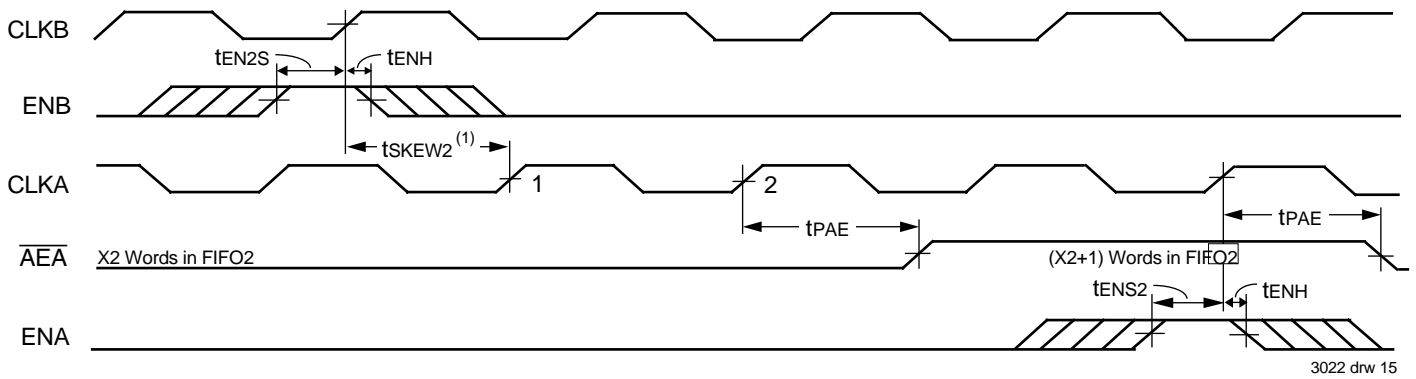 CLKB
tEN2S
tENH
ENB
tSKEW2 (1)
CLKA
1
2
tPAE
tPAE
AEA
X2 Words in FIFO2
(X2+1) Words in FIFO2
tENS2
tENH
ENA
3022 drw 15